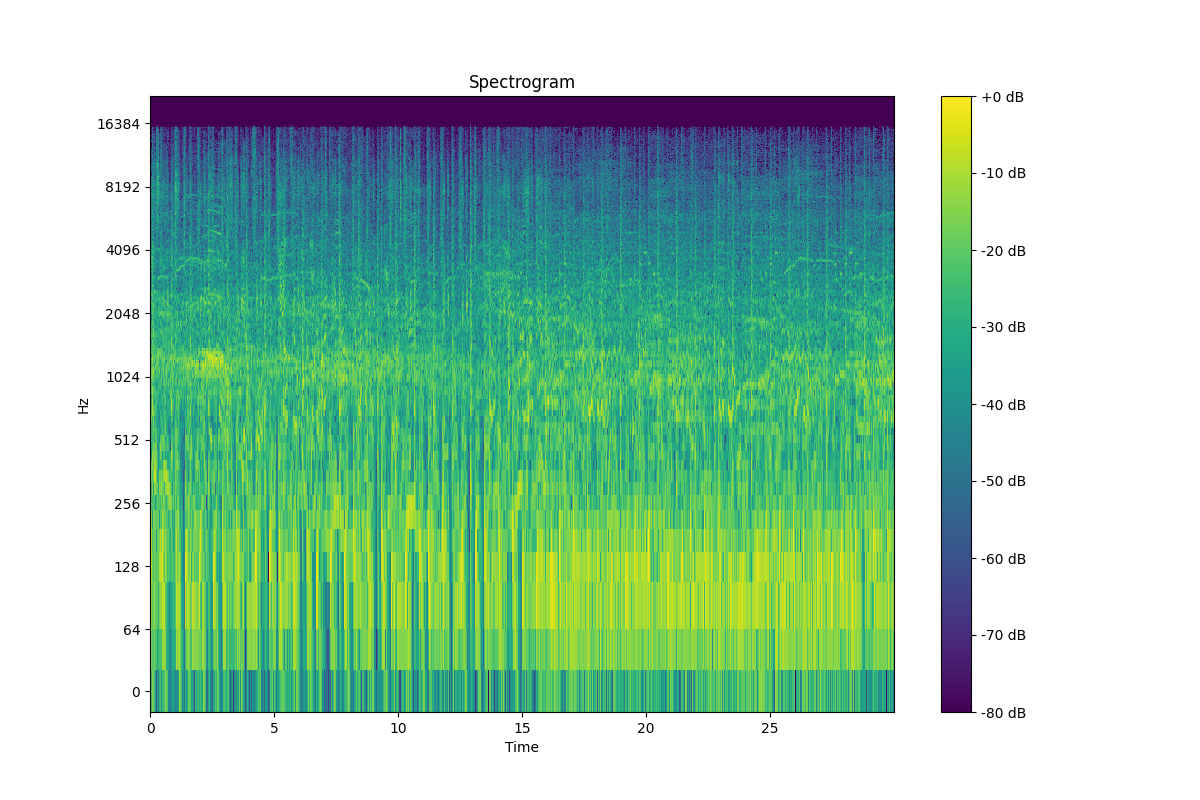 Spectrogram
16384
8192
4096
2048
1024
512
256
128
64
0
Hz
0
5
10
15
20
25
Time
+0 dB
-10 dB
-20 dB
-30 dB
-40 dB
-50 dB
-60 dB
-70 dB
-80 dB